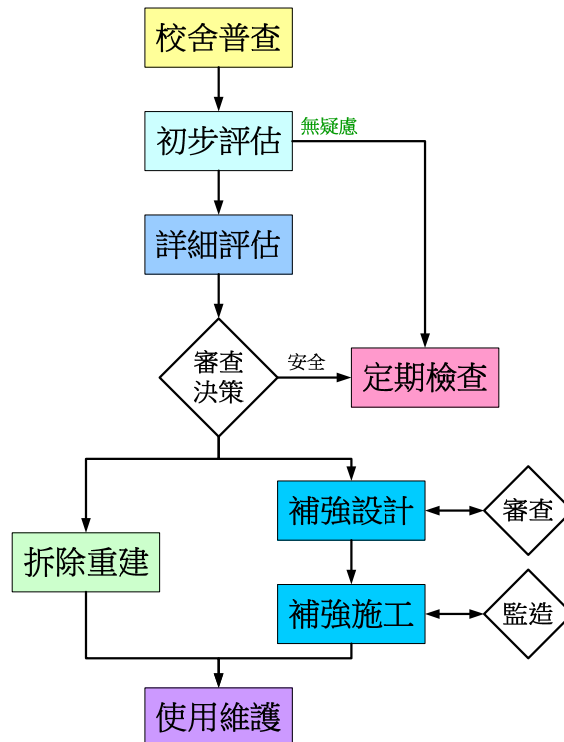 校舍普查
初步評估
無疑慮
詳細評估
審查
決策
安全
定期檢查
補強設計
審查
拆除重建
補強施工
監造
使用維護